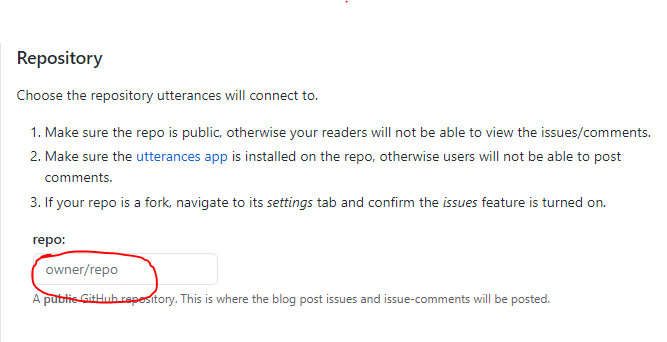 Repository
Choose the repository utterances will connect to.
1. Make sure the repo is public, otherwise your readers will not be able to view the issues/comments.
2. Make sure the utterances app is installed on the repo, otherwise users will not be able to post
comments.
3. If your repo is a fork, navigate to its settings tab and confirm the issues feature is turned on.
repo:
owner/repo
A public GitHub repository. This is where the blog post issues and issue-comments will be posted.